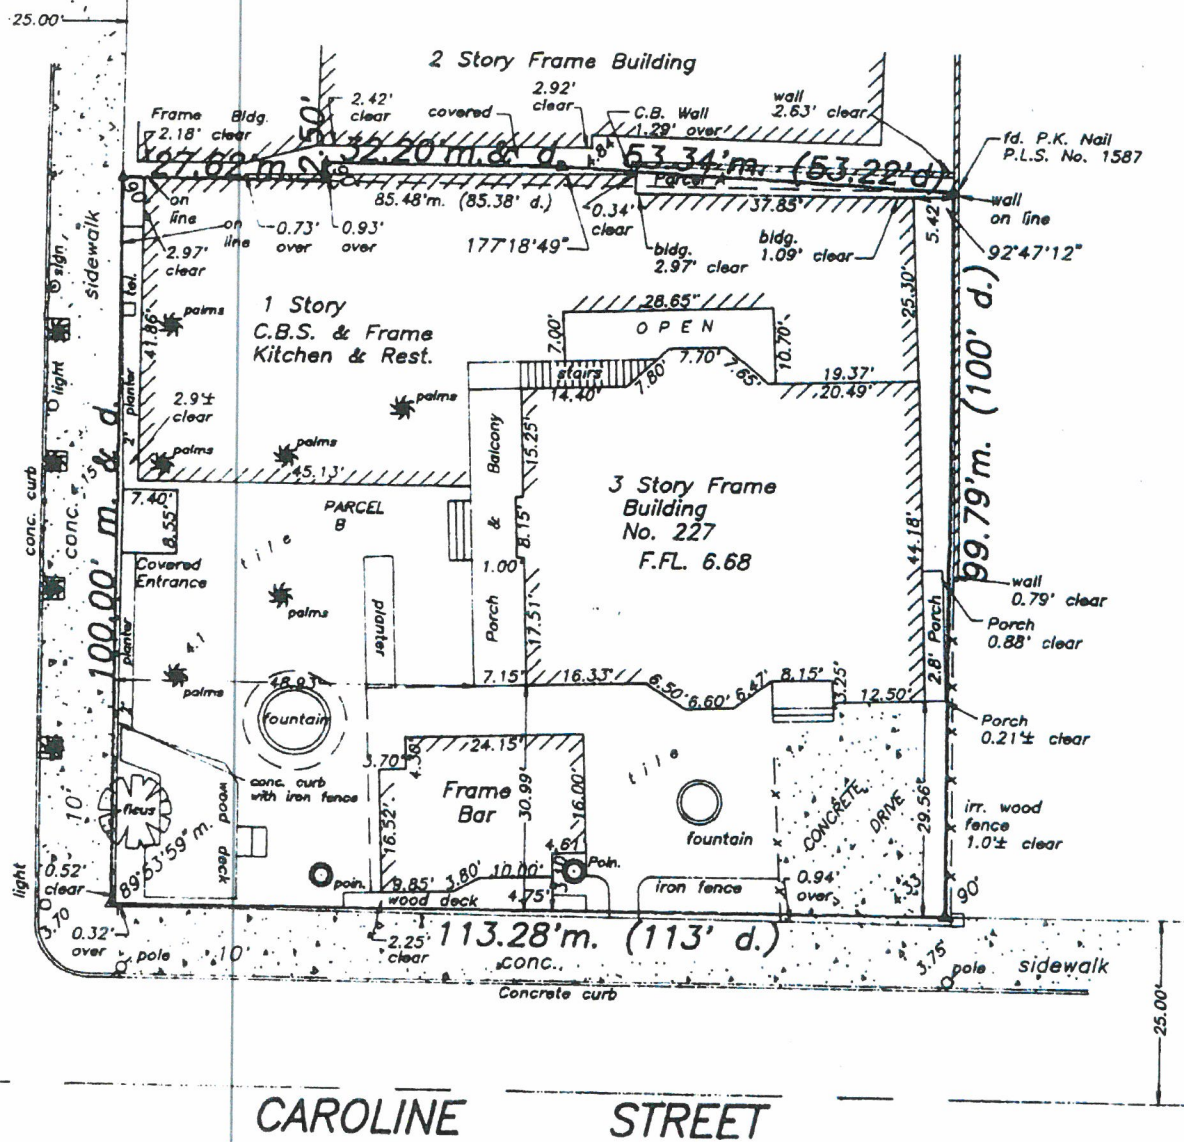 25.00'
2 Story Frame Building
Frame Bldg.
2.18' clear
2.42'
clear
covered
2.92'
clear
C.B. Wall
1.29' over
wall
2.63' clear
fd. P.K. Nail
P.L.S. No. 1587
27.62' m.
2.50'
32.20'm.& d.
4.84'
53.34'm. (53.22'd)
Parcel A
wall
on line
on
line
on
line
85.48'm. (85.38' d.)
0.34'
clear
37.85'
5.42'
92°47'12"
2.97'
clear
0.73'
over
0.93'
over
177°18'49"
bldg.
2.97' clear
bldg.
1.09' clear
sidewalk
sign
tel.
palms
41.86'
1 Story
C.B.S. & Frame
Kitchen & Rest.
28.65'
OPEN
7.00'
10.70'
25.30'
99.79'm. (100' d.)
light
planter
2.9'±
clear
2'
palms
palms
palms
stairs
14.40'
7.80'
7.70'
7.65'
19.37'
20.49'
45.13'
15.25'
Balcony
&
Porch
8.15'
1.00'
17.51'
conc. curb
conc.
15'
100.00' m. & d.
7.40'
8.55'
Covered
Entrance
PARCEL
B
tile
3 Story Frame
Building
No. 227
F.FL. 6.68
44.18'
wall
0.79' clear
Porch
0.88' clear
2.8' Porch
palms
planter
planter
4.1
palms
48.93'
7.15'
16.33'
6.50'
6.60'
6.47'
8.15'
3.25'
12.50'
Porch
0.21'± clear
2'
fountain
24.15'
3.70'
4.30'
conc. curb
with iron fence
Frame
Bar
16.52'
30.99'
16.00'
tile
fountain
CONCRETE
DRIVE
29.56'
irr. wood
fence
1.0'± clear
10'
ficus
wood deck
89°53'59" m.
light
0.52'
clear
poin.
9.85'
3.80'
10.00'
4.61'
Poin.
4.75'
wood deck
iron fence
0.94'
over
4.33
90'
3.70
0.32'
over
pole
10'
2.25'
clear
113.28'm. (113' d.)
conc.
3.75'
pole
sidewalk
Concrete curb
25.00'
CAROLINE STREET